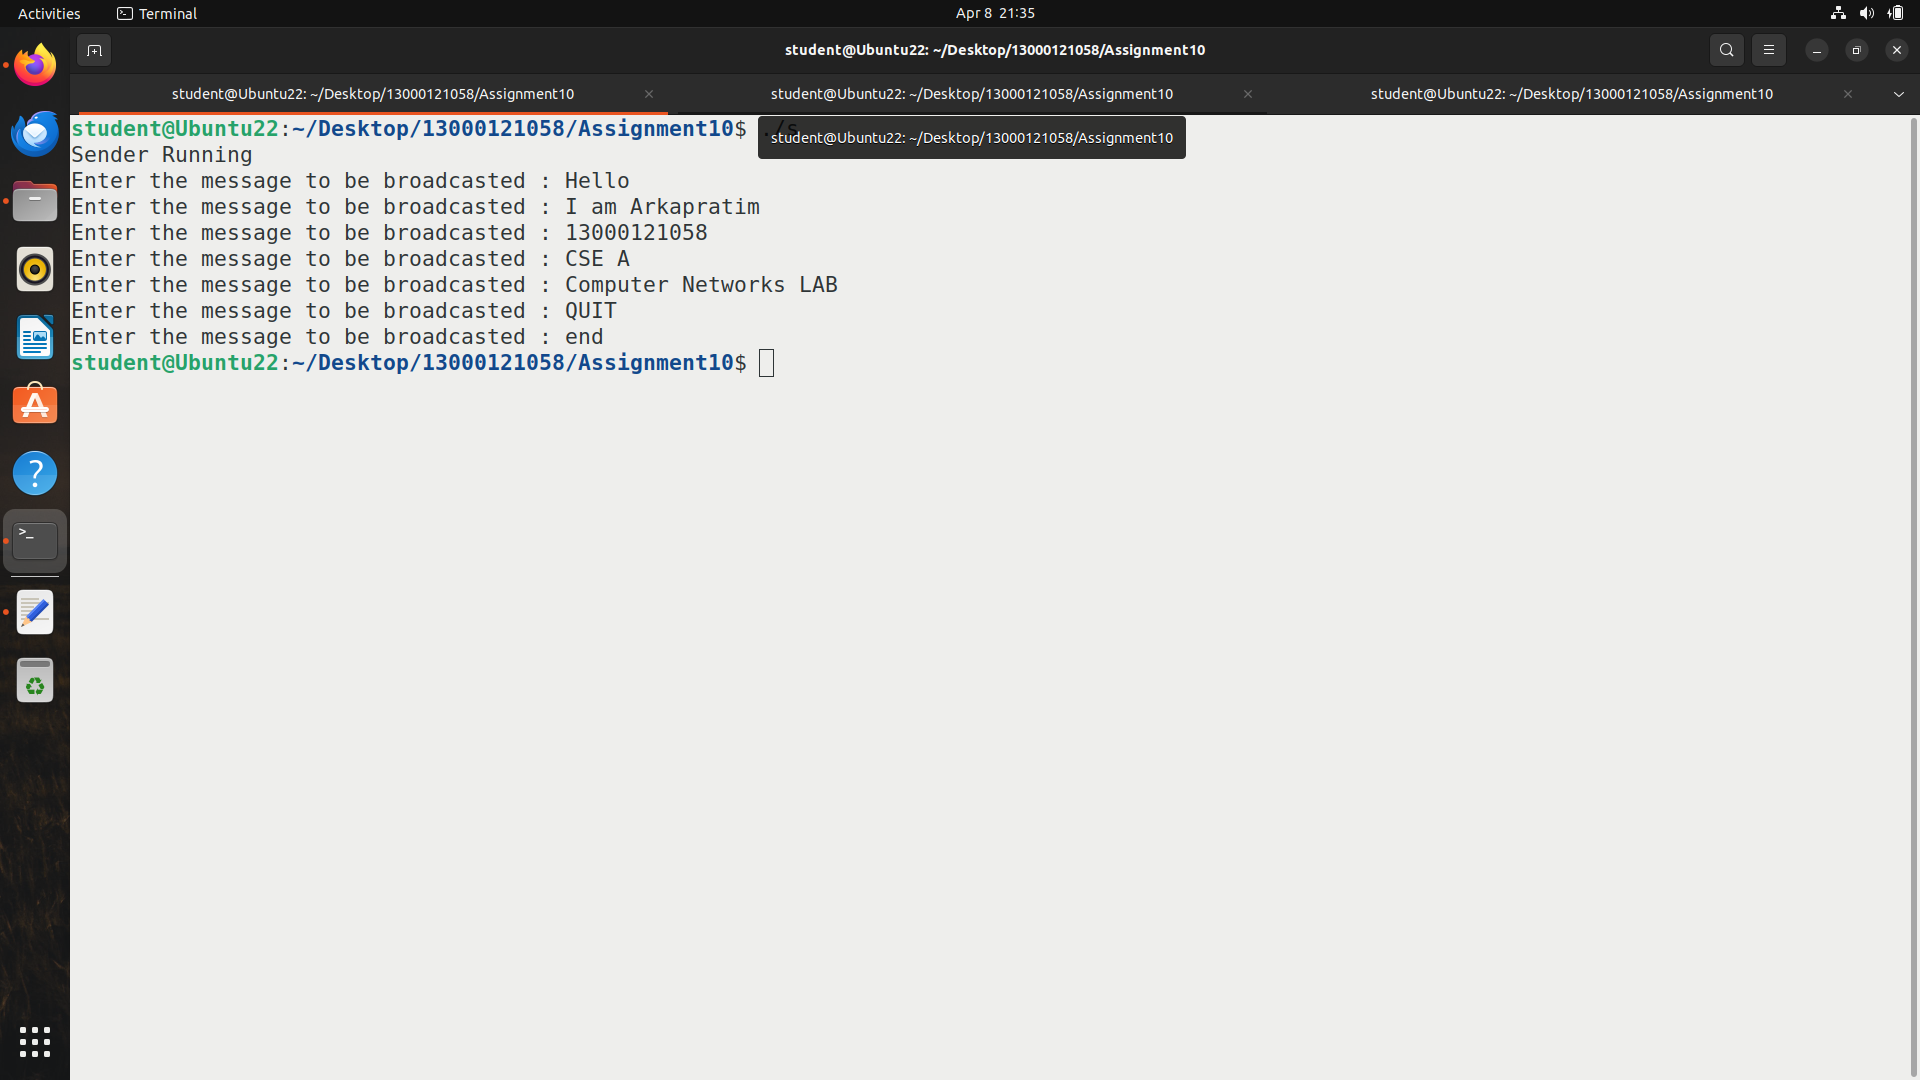 Activities
Terminal
Apr 8 21:35
student@Ubuntu22: ~/Desktop/13000121058/Assignment10
student@Ubuntu22: ~/Desktop/13000121058/Assignment10
student@Ubuntu22: ~/Desktop/13000121058/Assignment10
student@Ubuntu22: ~/Desktop/13000121058/Assignment10
student@Ubuntu22:~/Desktop/13000121058/Assignment10$ ./s
student@Ubuntu22: ~/Desktop/13000121058/Assignment10
Sender Running
Enter the message to be broadcasted : Hello
Enter the message to be broadcasted : I am Arkapratim
Enter the message to be broadcasted : 13000121058
Enter the message to be broadcasted : CSE A
Enter the message to be broadcasted : Computer Networks LAB
Enter the message to be broadcasted : QUIT
Enter the message to be broadcasted : end
student@Ubuntu22:~/Desktop/13000121058/Assignment10$